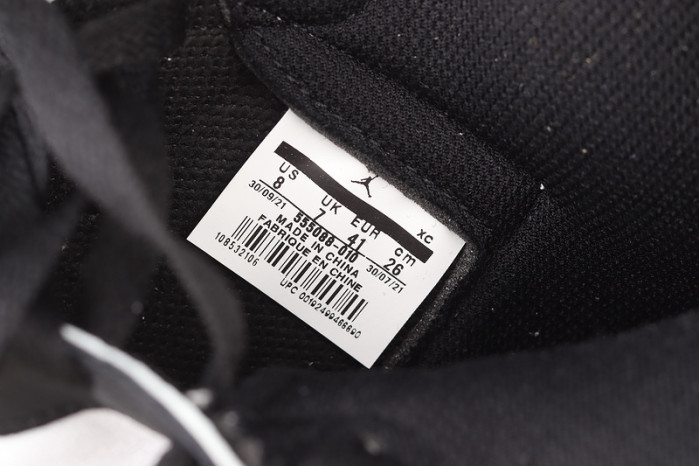 XC
US UK EUR cm
8 7 41 26
30/09/21 555088-010 30/07/21
MADE IN CHINA
FABRIQUE EN CHINE
108532106
UPC 00192499466890